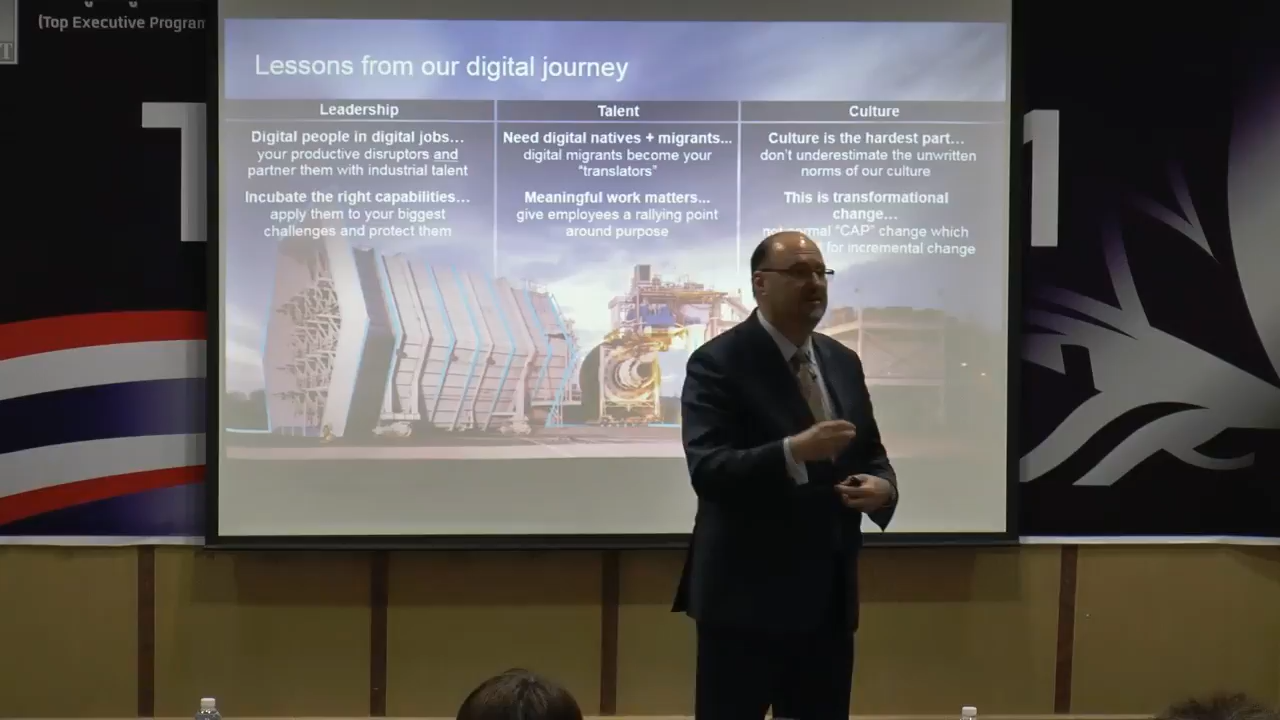 (Top Executive Program
T
T
1
Lessons from our digital journey
Leadership
Digital people in digital jobs…
your productive disruptors and
partner them with industrial talent
Incubate the right capabilities…
apply them to your biggest
challenges and protect them
Talent
Need digital natives + migrants...
digital migrants become your
"translators"
Meaningful work matters...
give employees a rallying point
around purpose
Culture
Culture is the hardest part…
don't underestimate the unwritten
norms of our culture
This is transformational
change…
"CAP" change which
for incremental change